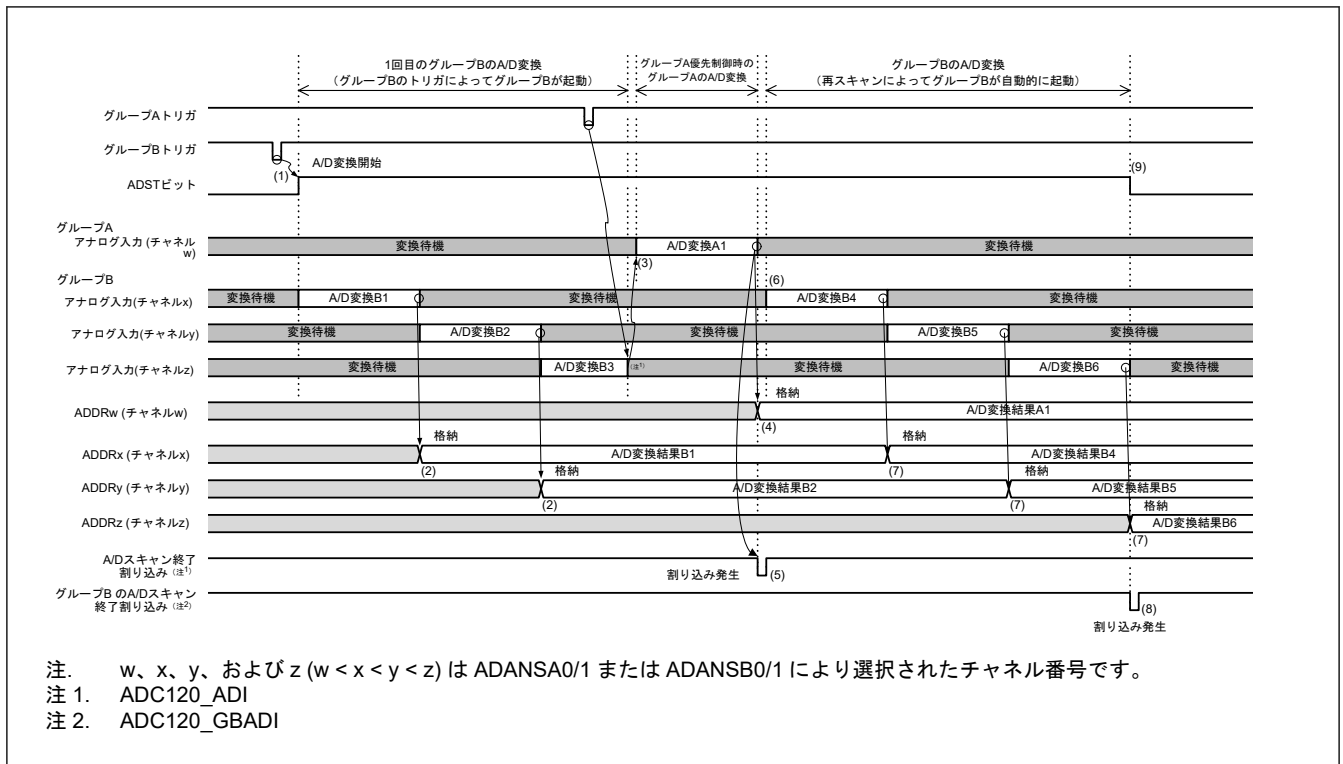 1回目のグループBのA/D変換
(グループBのトリガによってグループBが起動)
グループA優先制御時の
グループAのA/D変換
グループBのA/D変換
(再スキャンによってグループBが自動的に起動)
グループAトリガ
グループBトリガ
(1)
A/D変換開始
ADSTビット
(9)
グループA
アナログ入力 (チャネル
w)
変換待機
A/D変換A1
変換待機
(3)
グループB
(6)
アナログ入力(チャネルx)
変換待機
A/D変換B1
変換待機
A/D変換B4
変換待機
アナログ入力(チャネルy)
変換待機
A/D変換B2
変換待機
A/D変換B5
変換待機
アナログ入力(チャネルz)
変換待機
A/D変換B3
(注1)
変換待機
A/D変換B6
変換待機
格納
ADDRw (チャネルw)
A/D変換結果A1
(4)
格納
格納
ADDRx (チャネルx)
A/D変換結果B1
A/D変換結果B4
(2)
(7)
格納
格納
ADDRy (チャネルy)
A/D変換結果B2
A/D変換結果B5
(2)
(7)
格納
ADDRz (チャネルz)
A/D変換結果B6
(7)
A/Dスキャン終了
割り込み (注1)
割り込み発生
(5)
グループB のA/Dスキャン
終了割り込み (注2)
(8)
割り込み発生
注. w、x、y、および z (w < x < y < z) は ADANSA0/1 または ADANSB0/1 により選択されたチャネル番号です。
注 1. ADC120_ADI
注 2. ADC120_GBADI